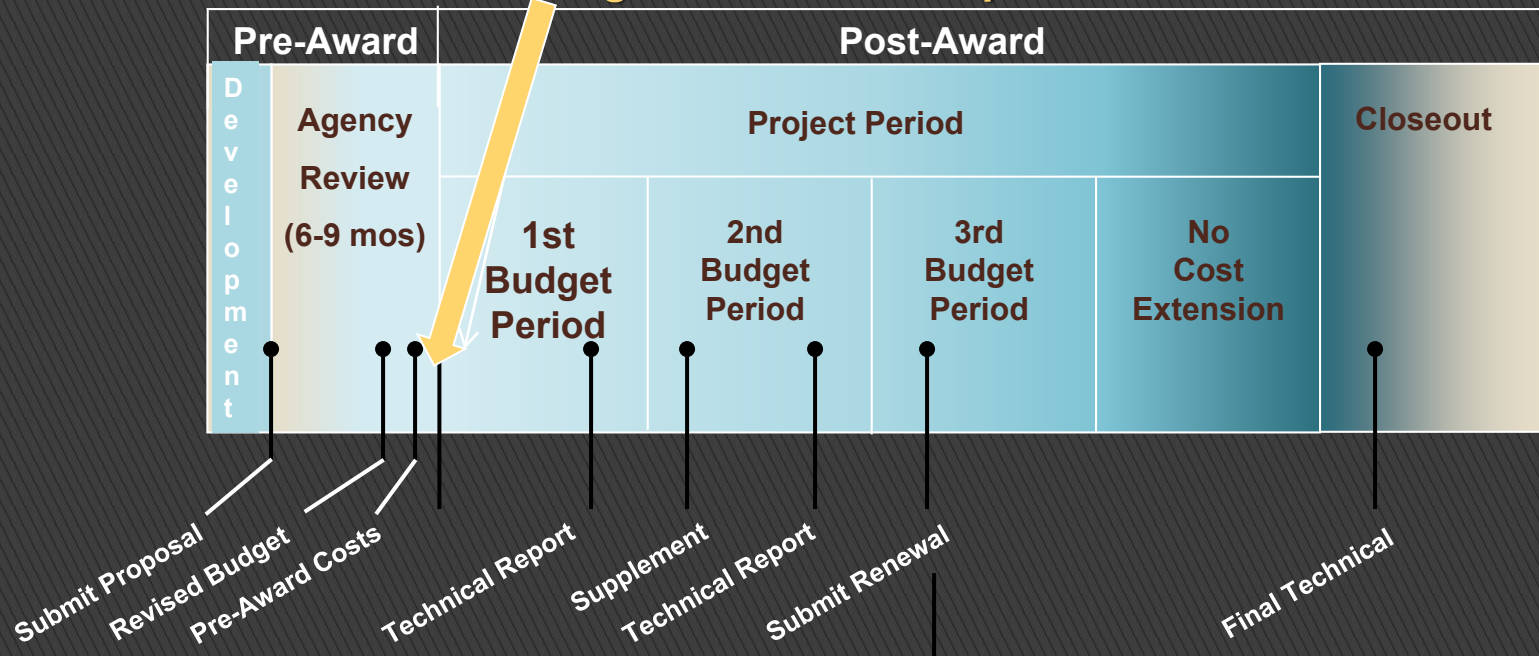 Pre-Award
Post-Award
Development
Agency
Review
(6-9 mos)
Project Period
Closeout
1st
Budget
Period
2nd
Budget
Period
3rd
Budget
Period
No
Cost
Extension
Submit Proposal
Revised Budget
Pre-Award Costs
Technical Report
Supplement
Technical Report
Submit Renewal
Final Technical